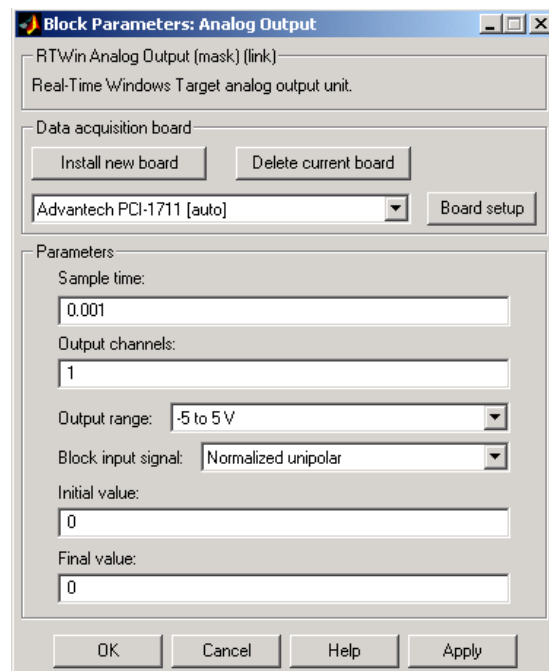 Block Parameters: Analog Output
RTWin Analog Output (mask) (link)
Real-Time Windows Target analog output unit.
Data acquisition board
Install new board
Delete current board
Advantech PCI-1711 [auto]
Board setup
Parameters
Sample time:
0.001
Output channels:
1
Output range: -5 to 5 V
Block input signal: Normalized unipolar
Initial value:
0
Final value:
0
OK Cancel Help Apply